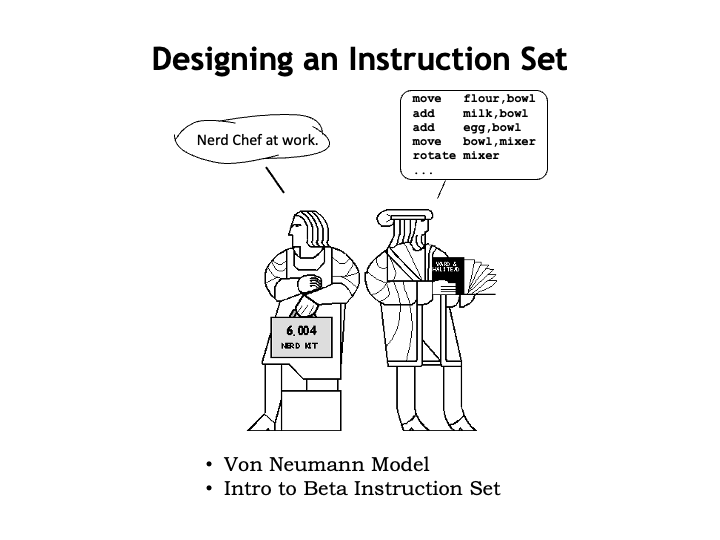 Designing an Instruction Set
Nerd Chef at work.
move flour,bowl
add milk,bowl
add egg,bowl
move bowl,mixer
rotate mixer
...
WARD &
HALSTEAD
6.004
NERD KIT
• Von Neumann Model
• Intro to Beta Instruction Set